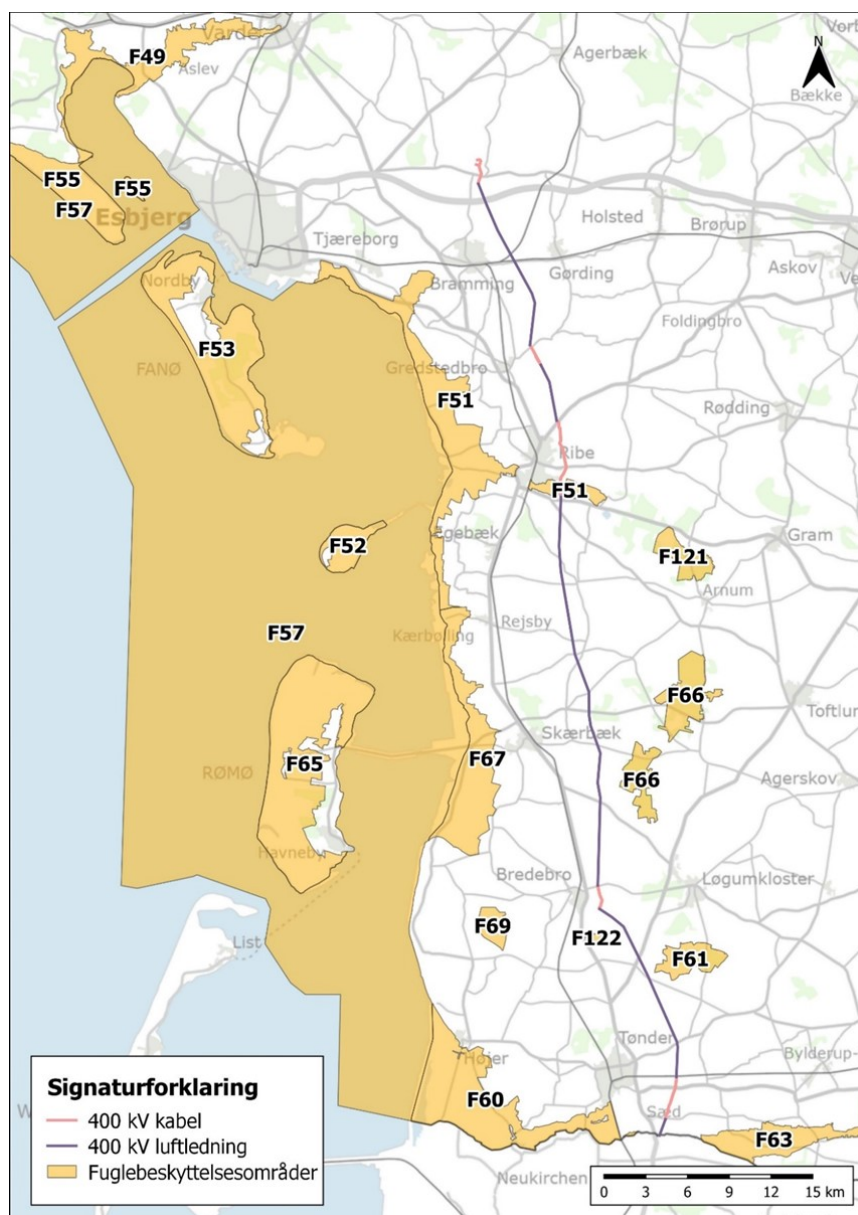 N
Varde
F49
Aslev
Agerbæk
Bække
F55
F55
F57
Esbjerg
Tjæreborg
Holsted
Brørup
Askov
Nordby
Bramming
Gørding
Foldingbro
F53
FANØ
Gredstedbro
F51
Rødding
Ribe
F51
F52
Egebæk
F121
Gram
Arnum
F57
Kærbølling
Rejsby
F66
Toftlun
Skærbæk
F65
RØMØ
F67
F66
Agerskov
Havneby
Bredebro
Løgumkloster
F69
F122
F61
List
Tønder
Højer
Bylderup-
F60
Sæd
F63
Neukirchen
Signaturforklaring
400 kV kabel
400 kV luftledning
Fuglebeskyttelsesområder
0 3 6 9 12 15 km